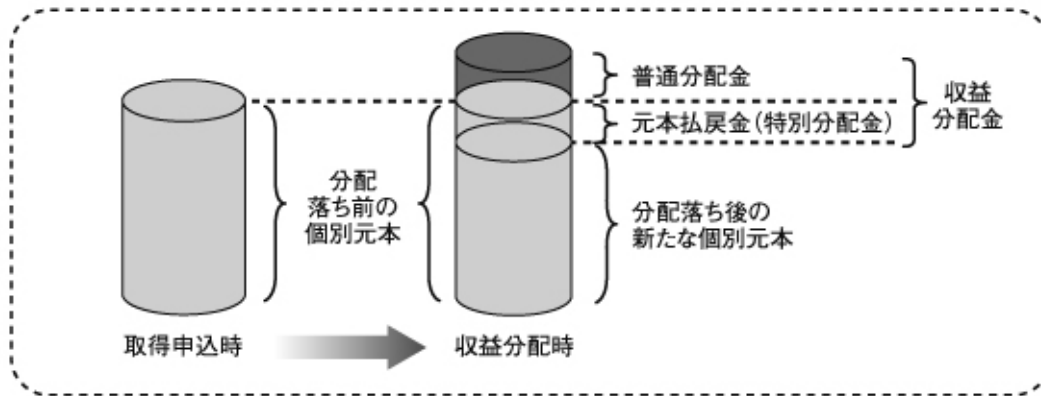 普通分配金
元本払戻金（特別分配金）
収益
分配金
分配
落ち前の
個別元本
分配落ち後の
新たな個別元本
取得申込時
収益分配時